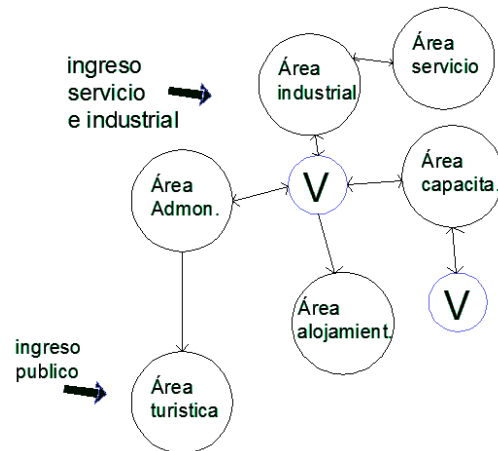 ingreso
servicio
e industrial
Área
industrial
Área
servicio
Área
Admon.
V
Área
capacita.
Área
alojamient.
V
ingreso
publico
Área
turistica